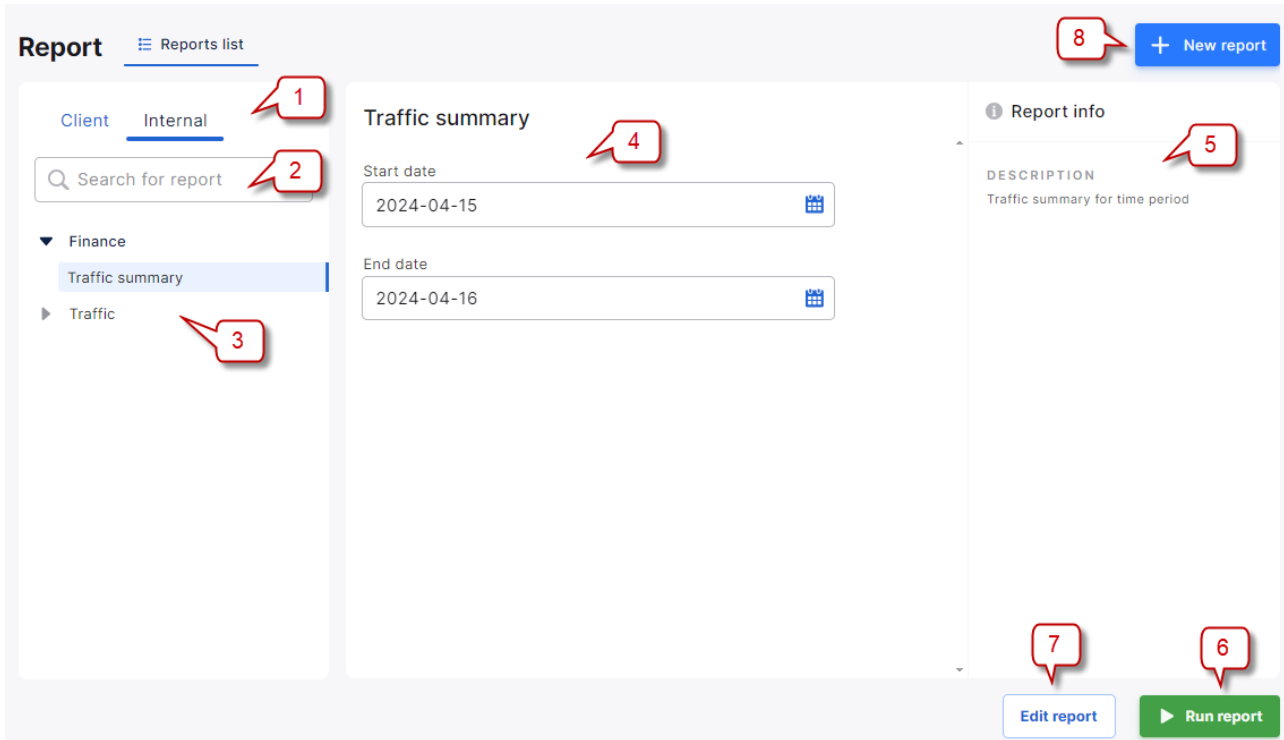 Report
Reports list
8
New report
1
Client
Internal
2
Search for report
Finance
Traffic summary
Traffic
3
Traffic summary
4
Start date
2024-04-15
End date
2024-04-16
Report info
5
DESCRIPTION
Traffic summary for time period
7
6
Edit report
Run report